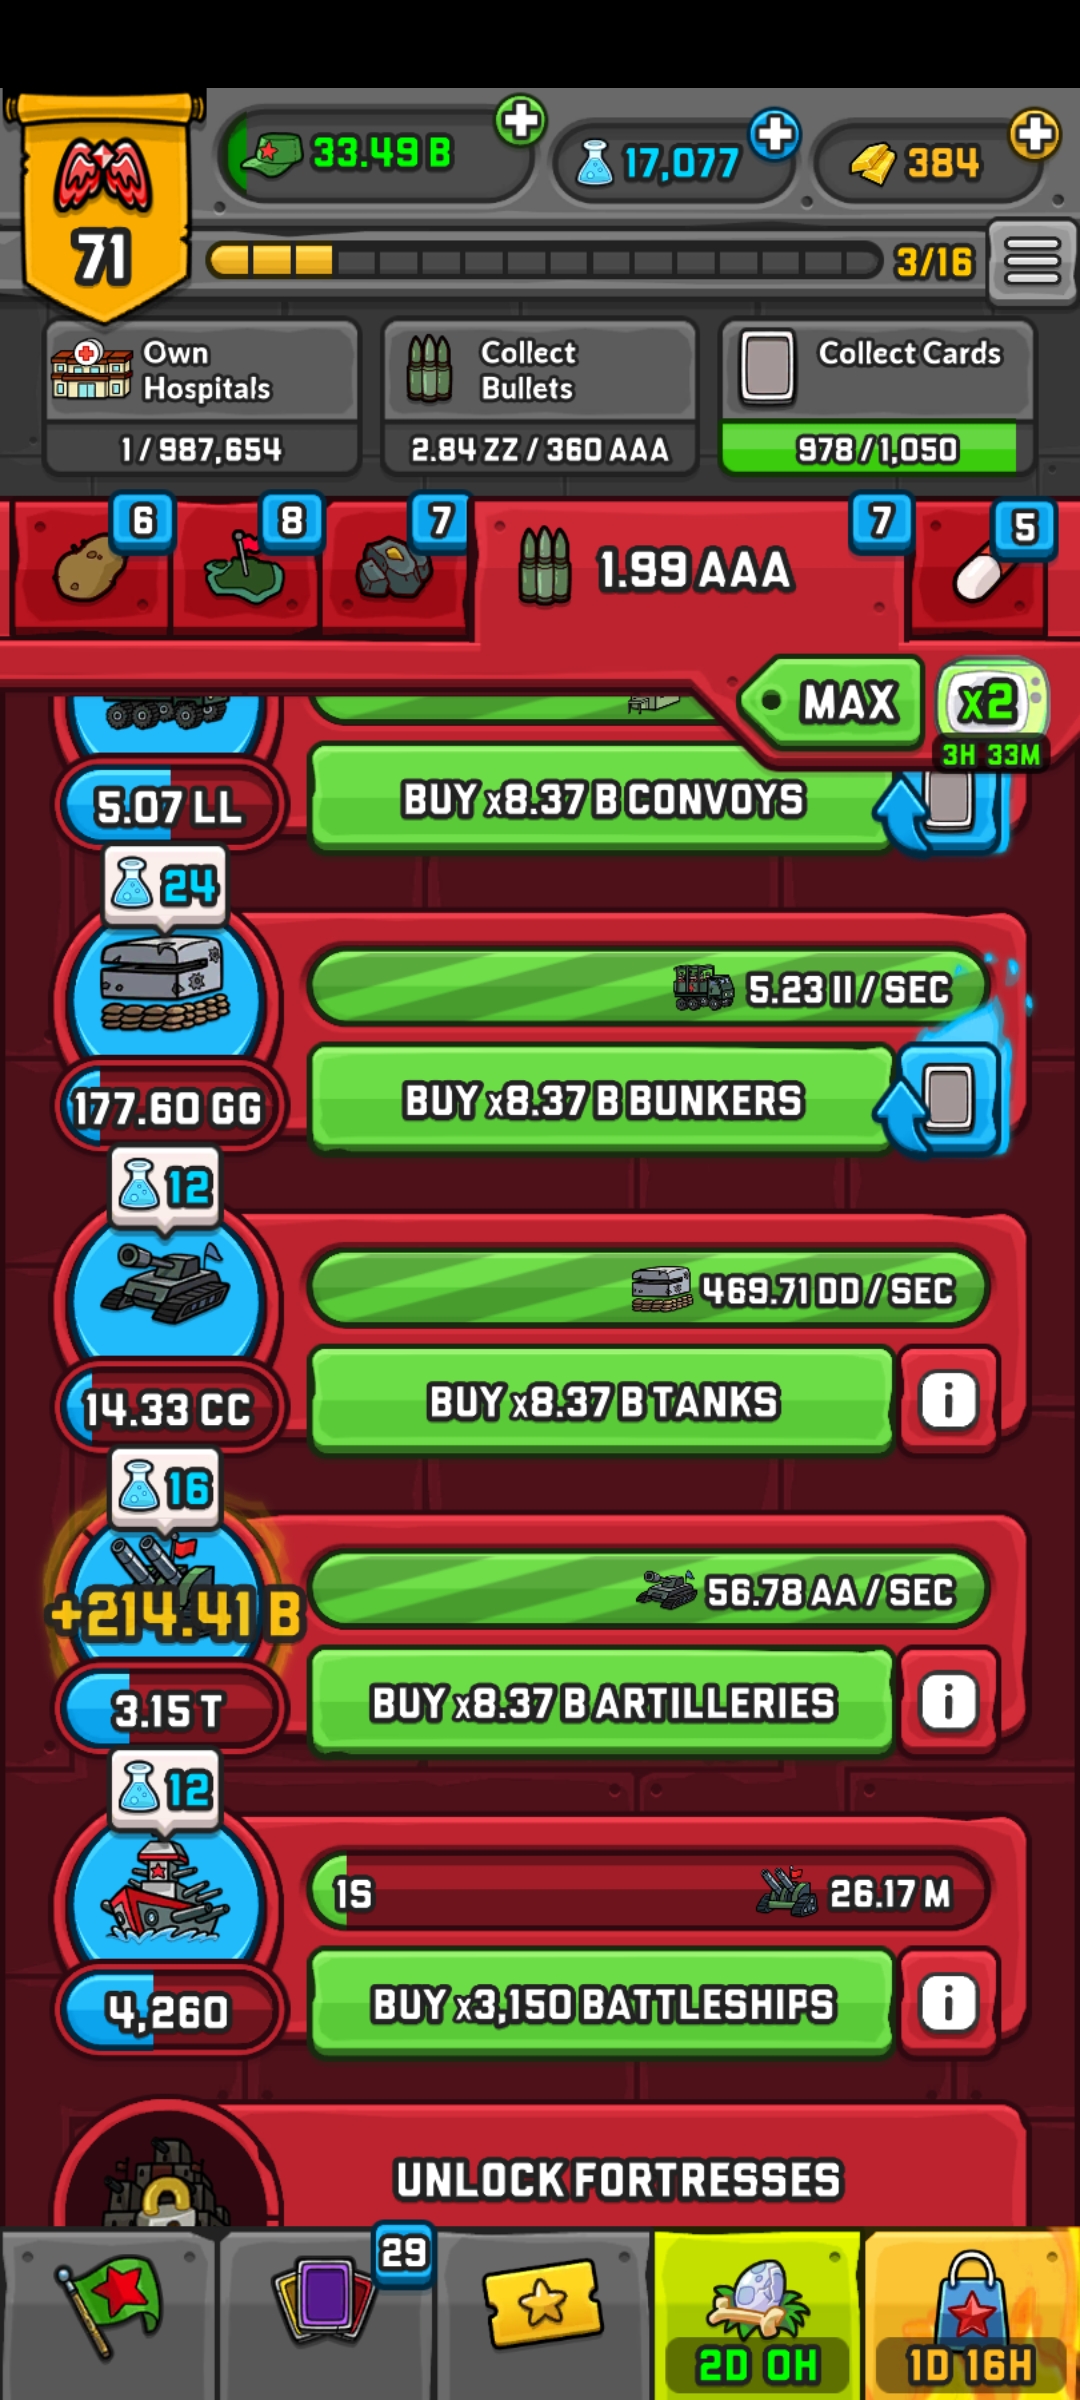 33.49 B
17,077
384
71
3/16
Own
Hospitals
1/987,654
Collect
Bullets
2.84 ZZ/360 AAA
Collect Cards
978/1,050
6
8
7
1.99 AAA
7
5
MAX
x2
3H 33M
5.07 LL
BUY x8.37 B CONVOYS
24
5.23 II/SEC
177.60 GG
BUY x8.37 B BUNKERS
12
469.71 DD/SEC
14.33 CC
BUY x8.37 B TANKS
i
16
+214.41 B
56.78 AA/SEC
3.15 T
BUY x8.37 B ARTILLERIES
i
12
1S
26.17 M
4,260
BUY x3,150 BATTLESHIPS
i
UNLOCK FORTRESSES
29
2D 0H
1D 16H